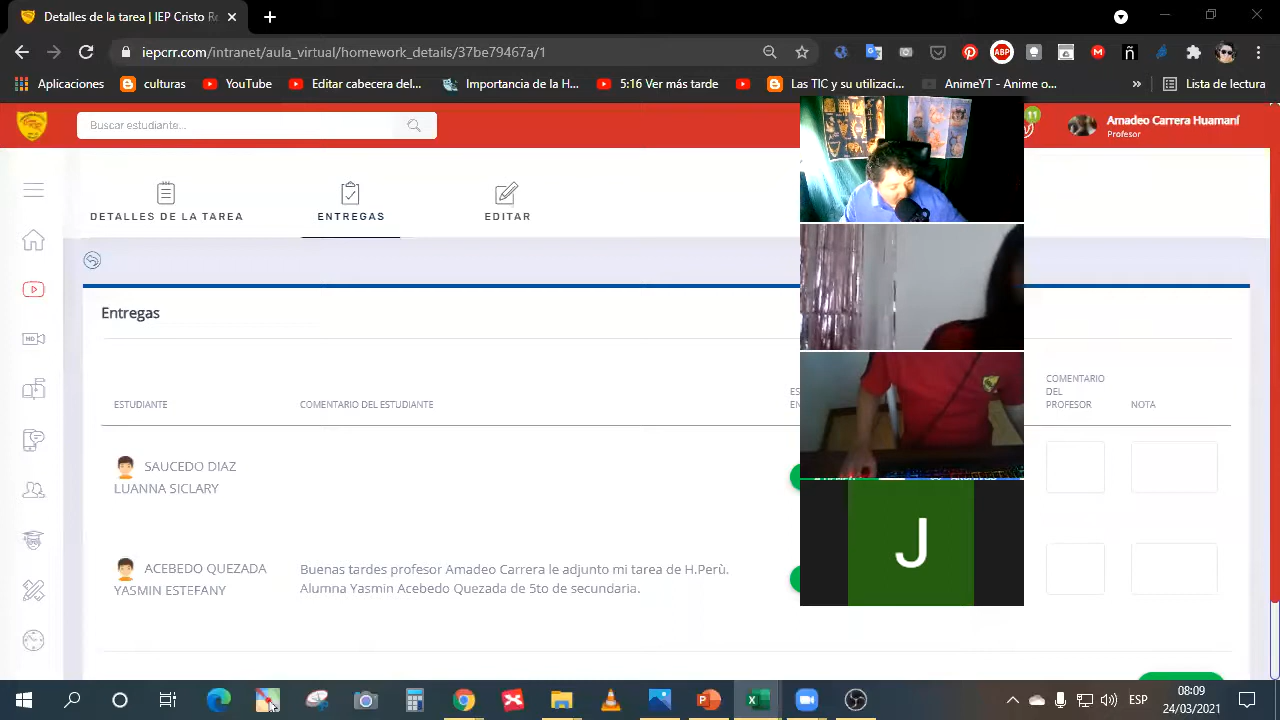 Detalles de la tarea | IEP Cristo Re
iepcrr.com/intranet/aula_virtual/homework_details/37be79467a/1
ABP
M
ñ
Aplicaciones
culturas
YouTube
Editar cabecera del...
Importancia de la H...
5:16 Ver más tarde
Las TIC y su utilizaci...
AnimeYT - Anime o...
»
Lista de lectura
Buscar estudiante...
11
Amadeo Carrera Huamaní
Profesor
DETALLES DE LA TAREA
ENTREGAS
EDITAR
HD
Entregas
ESTUDIANTE
COMENTARIO DEL ESTUDIANTE
COMENTARIO
DEL
PROFESOR
NOTA
SAUCEDO DIAZ
LUANNA SICLARY
ACEBEDO QUEZADA
YASMIN ESTEFANY
Buenas tardes profesor Amadeo Carrera le adjunto mi tarea de H.Perù.
Alumna Yasmin Acebedo Quezada de 5to de secundaria.
J
ESP
08:09
24/03/2021